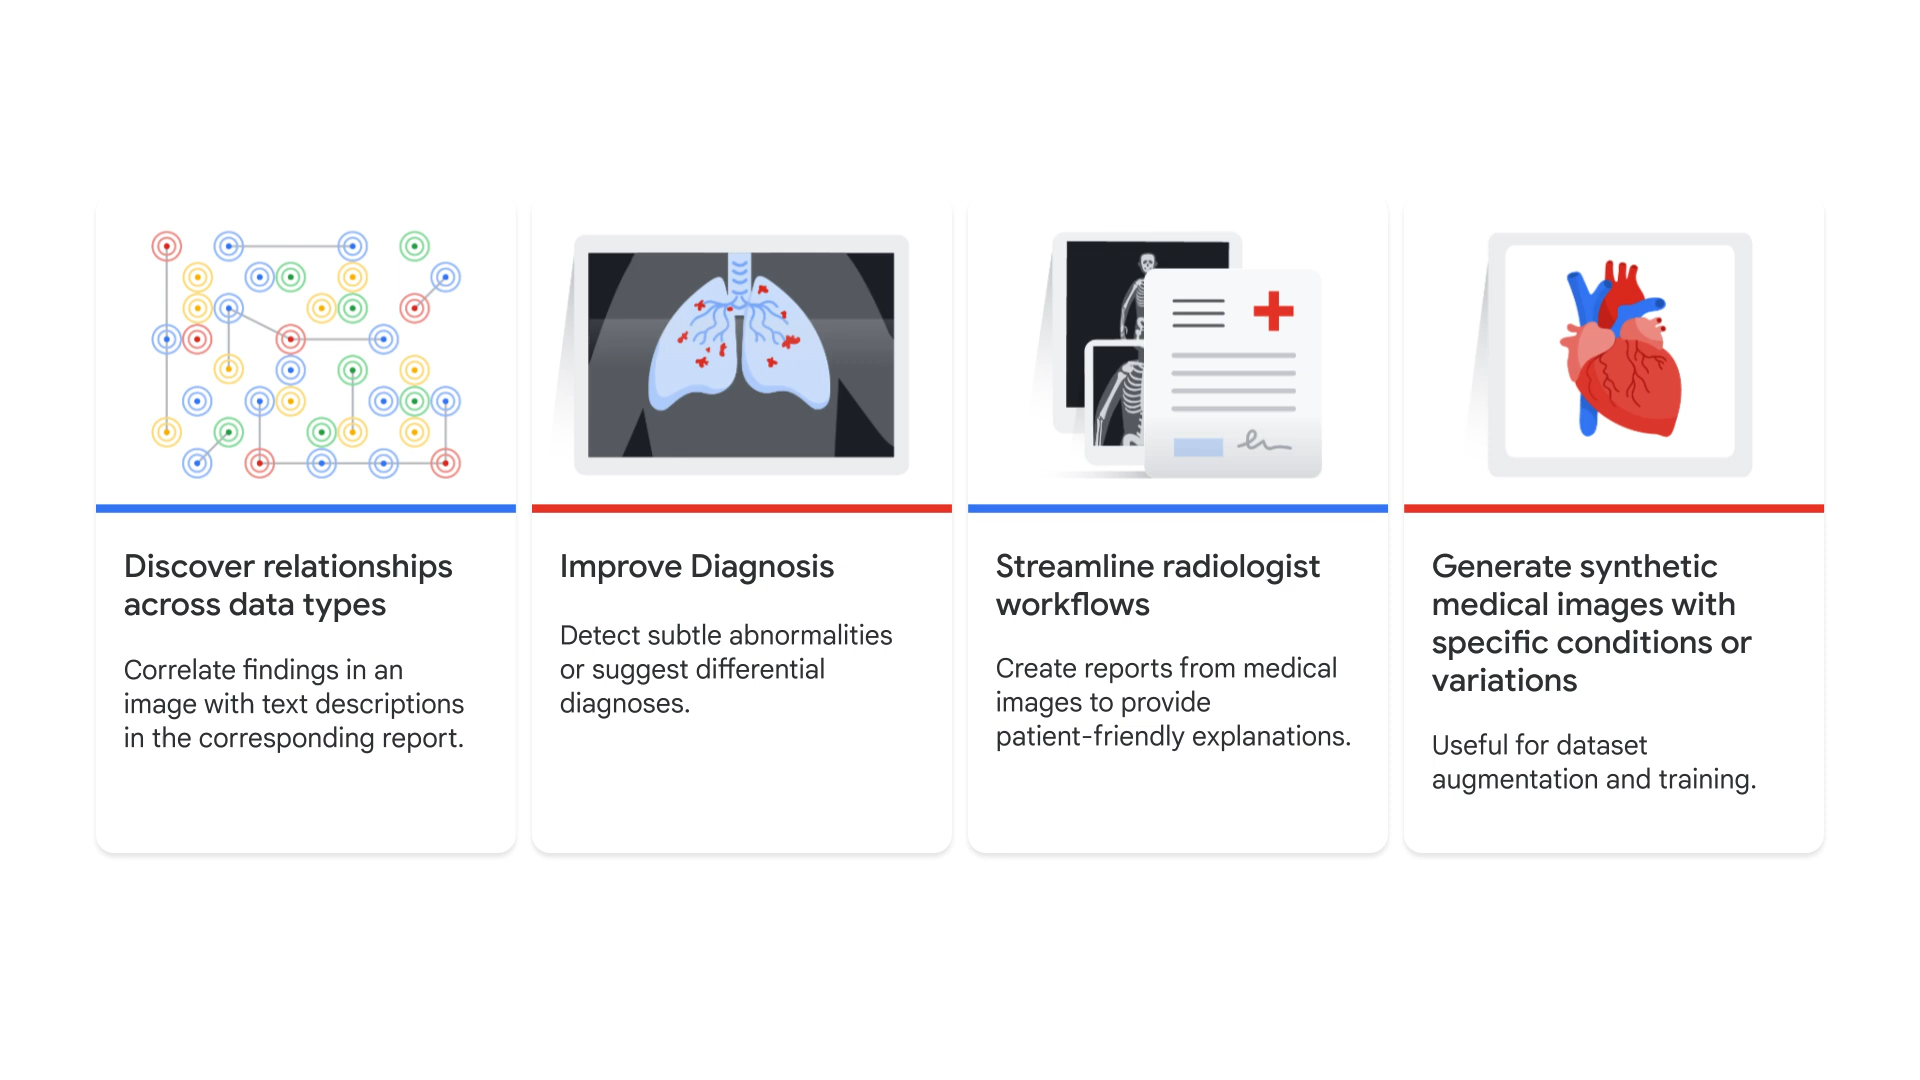 Discover relationships
across data types
Correlate findings in an
image with text descriptions
in the corresponding report.
Improve Diagnosis
Detect subtle abnormalities
or suggest differential
diagnoses.
Streamline radiologist
workflows
Create reports from medical
images to provide
patient-friendly explanations.
Generate synthetic
medical images with
specific conditions or
variations
Useful for dataset
augmentation and training.